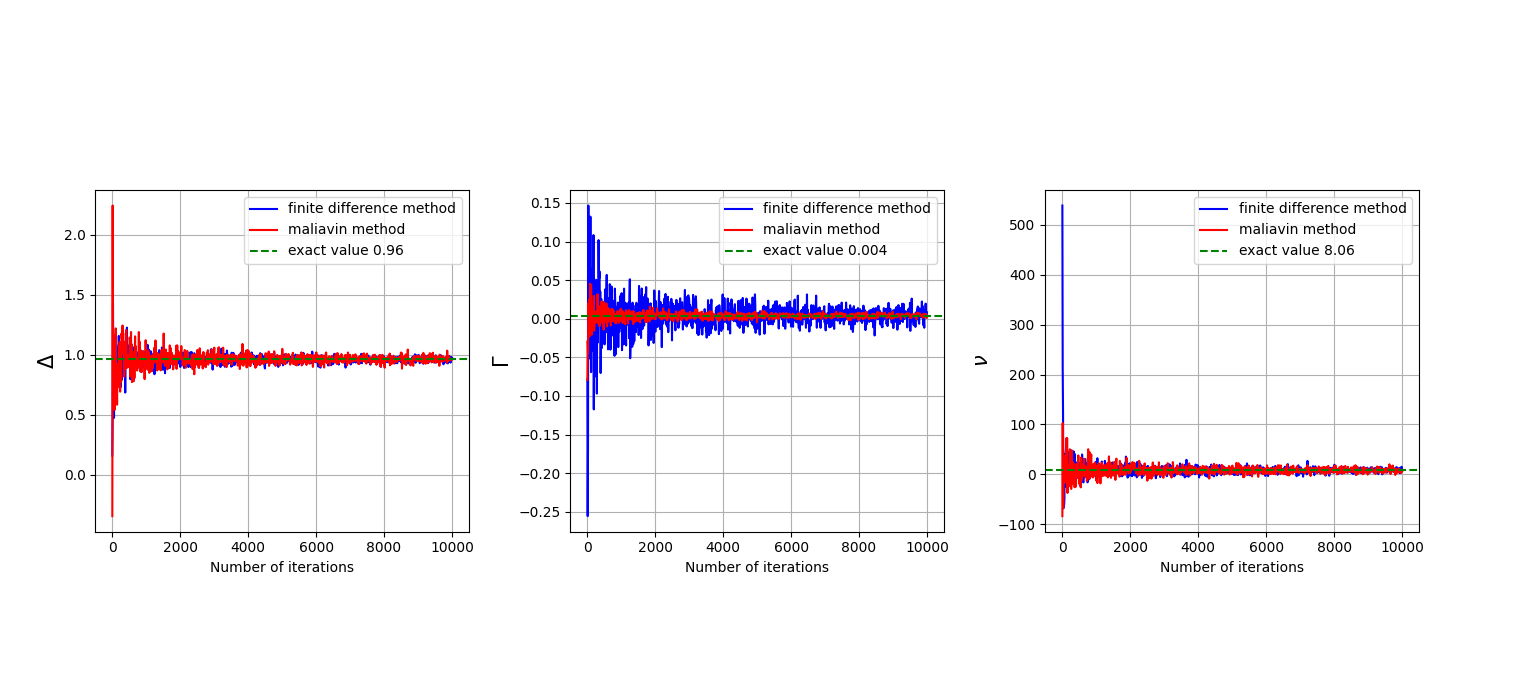 finite difference method
maliavin method
exact value 0.96
2.0
1.5
1.0
0.5
0.0
Δ
0 2000 4000 6000 8000 10000
Number of iterations
finite difference method
maliavin method
exact value 0.004
0.15
0.10
0.05
0.00
−0.05
−0.10
−0.15
−0.20
−0.25
Γ
0 2000 4000 6000 8000 10000
Number of iterations
finite difference method
maliavin method
exact value 8.06
500
400
300
200
100
0
−100
ν
0 2000 4000 6000 8000 10000
Number of iterations